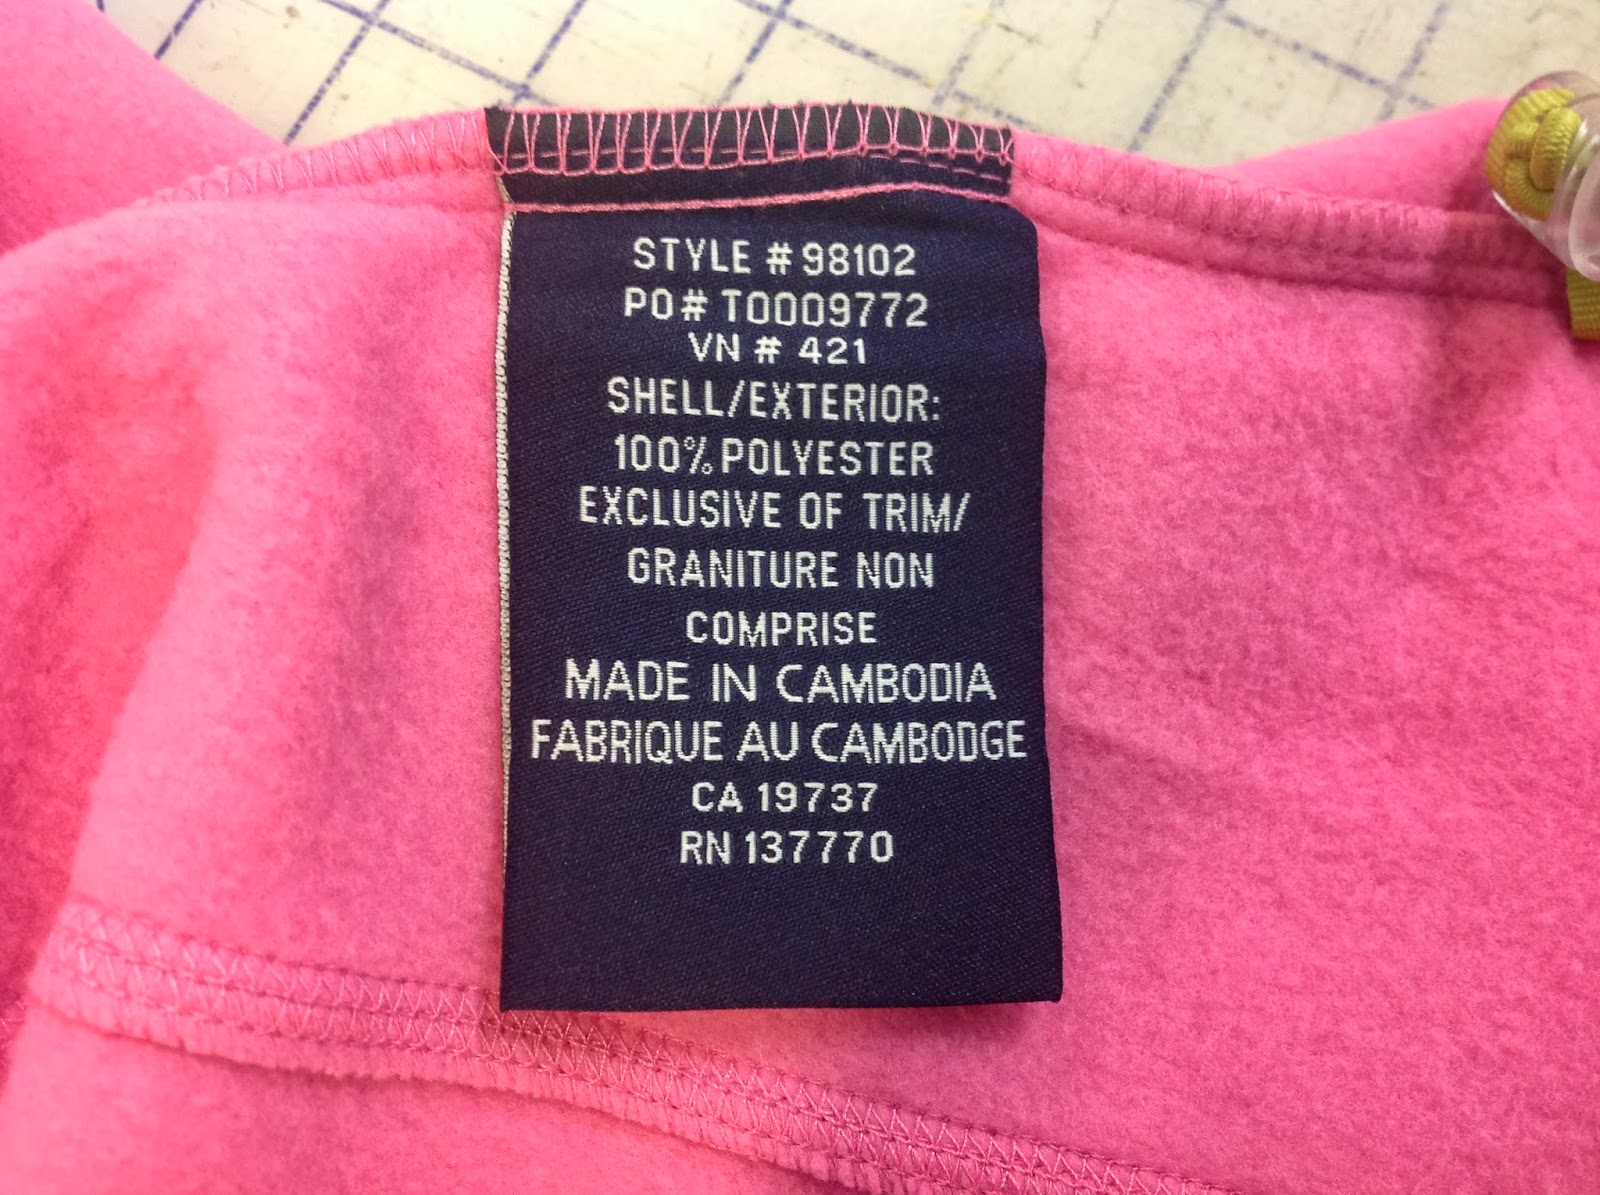 STYLE # 98102
PO# T0009772
VN # 421
SHELL/EXTERIOR:
100% POLYESTER
EXCLUSIVE OF TRIM/
GRANITURE NON
COMPRISE
MADE IN CAMBODIA
FABRIQUE AU CAMBODGE
CA 19737
RN 137770